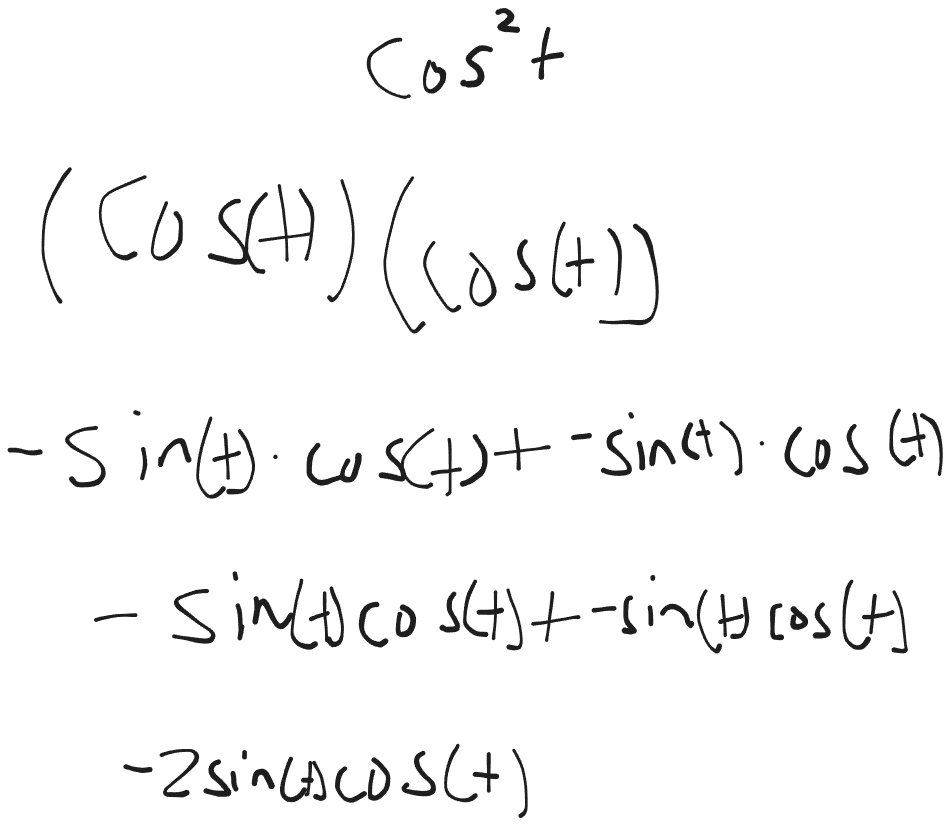 cos²t
(cos(t))(cos(t))
-sin(t)·cos(t)+-sin(t)·cos(t)
-sin(t)cos(t)+-sin(t)cos(t)
-2sin(t)cos(t)